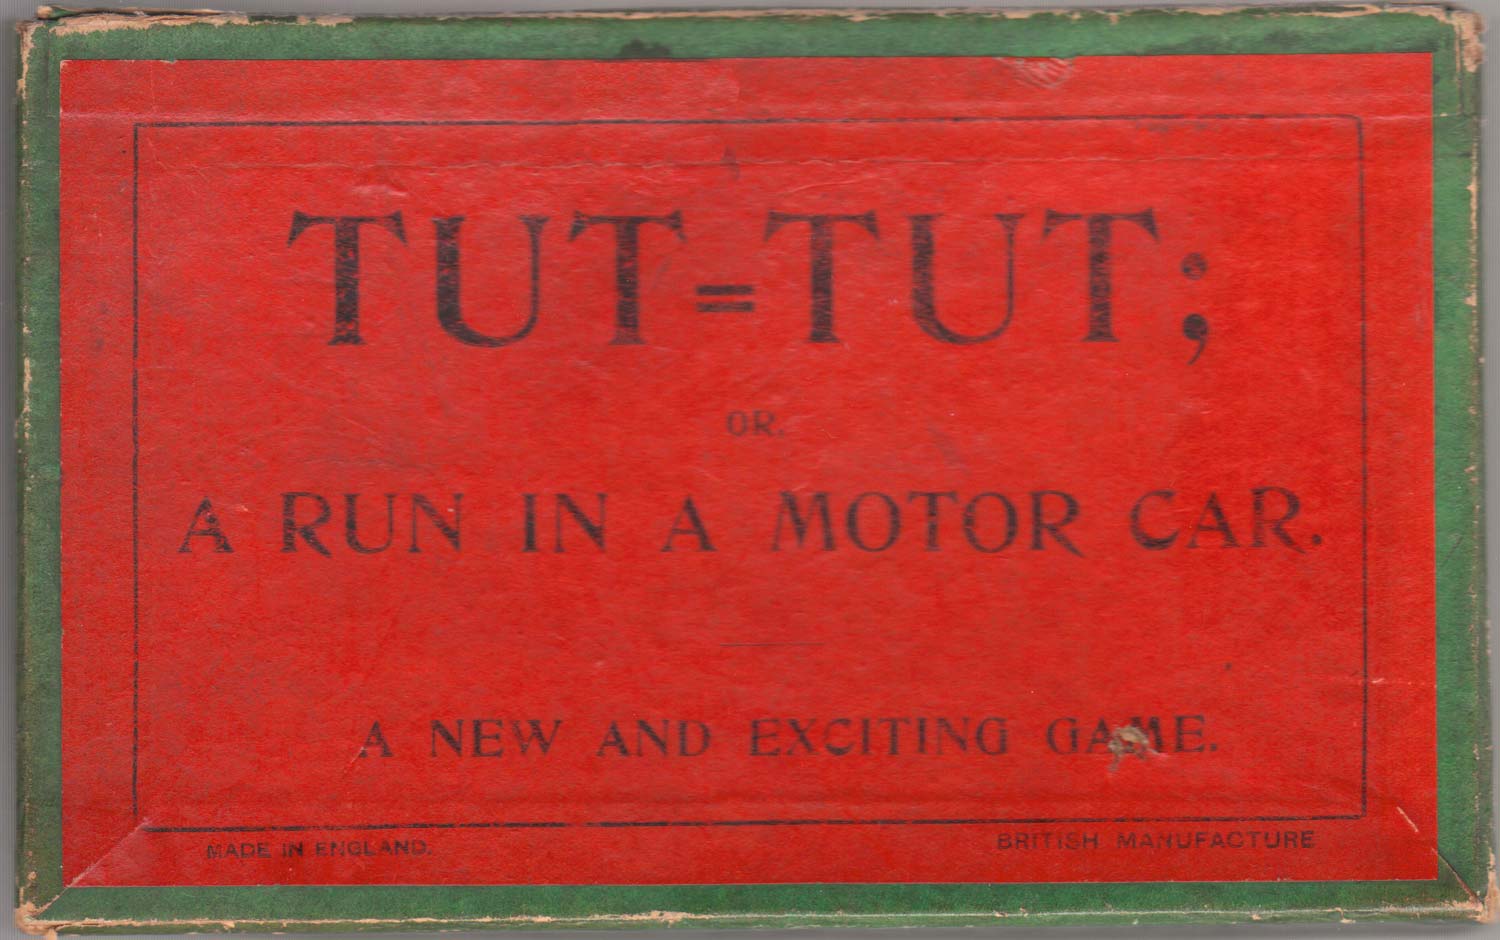 TUT=TUT;
OR.
A RUN IN A MOTOR CAR.
A NEW AND EXCITING GAME.
MADE IN ENGLAND.
BRITISH MANUFACTURE